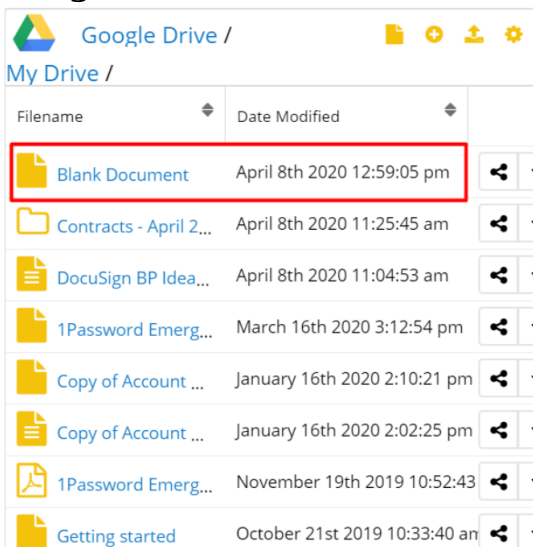 Google Drive /
My Drive /
Filename Date Modified
Blank Document April 8th 2020 12:59:05 pm
Contracts - April 2... April 8th 2020 11:25:45 am
DocuSign BP Idea... April 8th 2020 11:04:53 am
1Password Emerg... March 16th 2020 3:12:54 pm
Copy of Account ... January 16th 2020 2:10:21 pm
Copy of Account ... January 16th 2020 2:02:25 pm
1Password Emerg... November 19th 2019 10:52:43
Getting started October 21st 2019 10:33:40 am